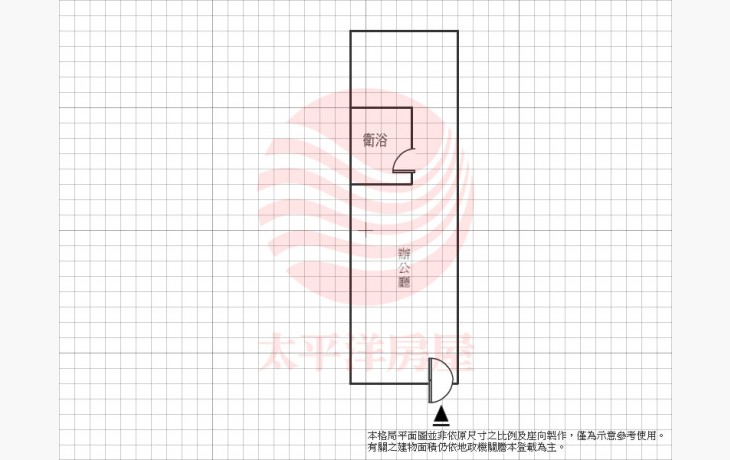 衛浴
辦公廳
太平洋房屋
本格局平面圖並非依原尺寸之比例及座向製作，僅為示意參考使用。
有關之建物面積仍依地政機關謄本登載為主。